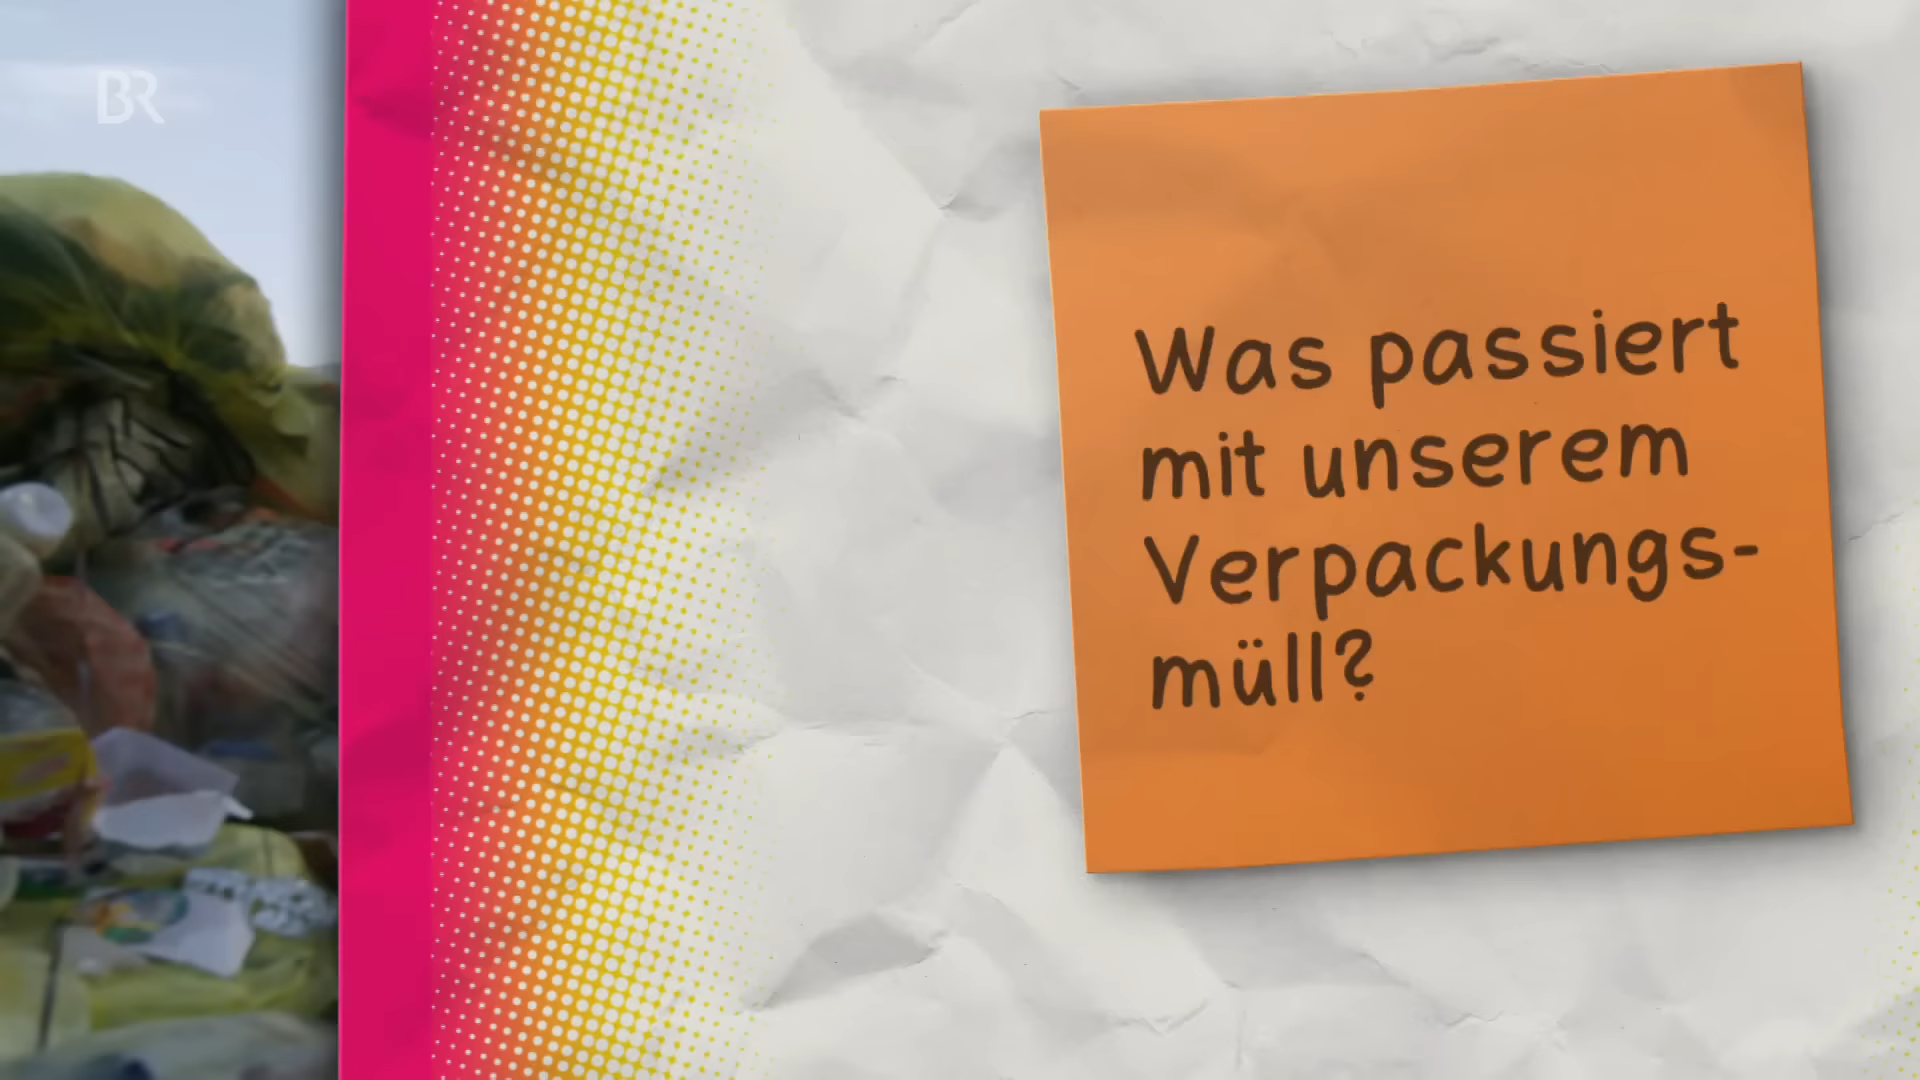 BR
Was passiert
mit unserem
Verpackungs-
müll?